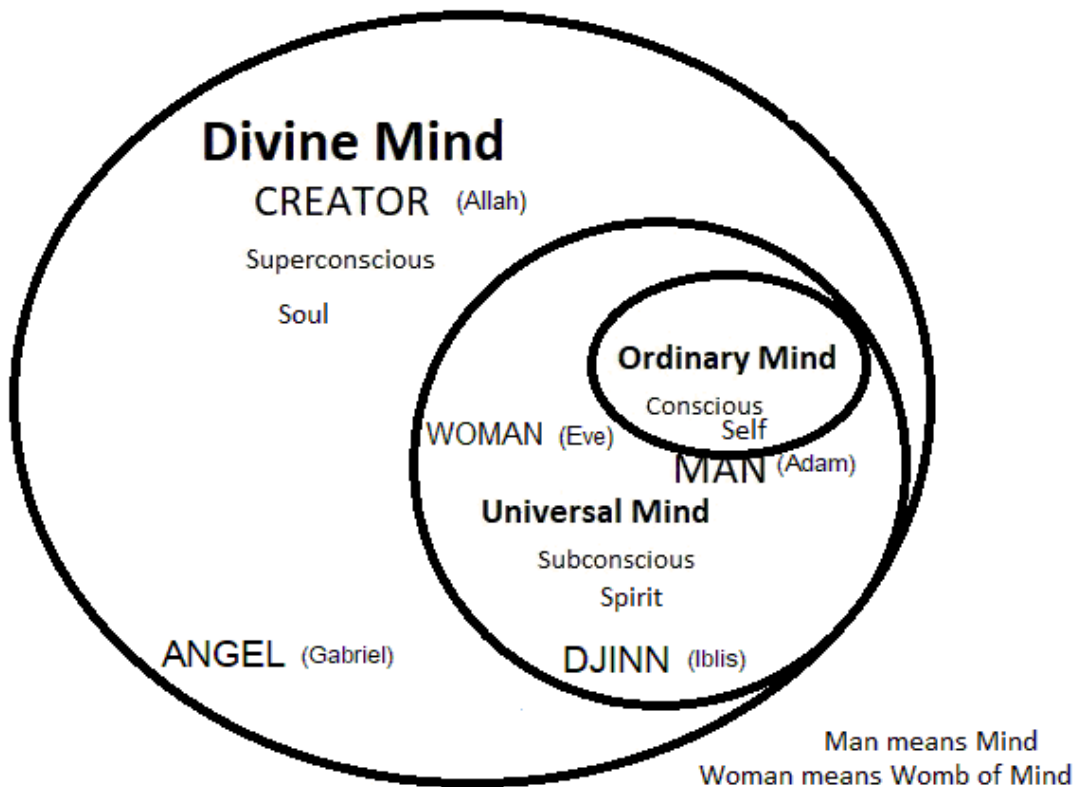 Divine Mind
CREATOR (Allah)
Superconscious
Soul
Ordinary Mind
Conscious
Self
WOMAN (Eve)
MAN (Adam)
Universal Mind
Subconscious
Spirit
ANGEL (Gabriel)
DJINN (Iblis)
Man means Mind
Woman means Womb of Mind